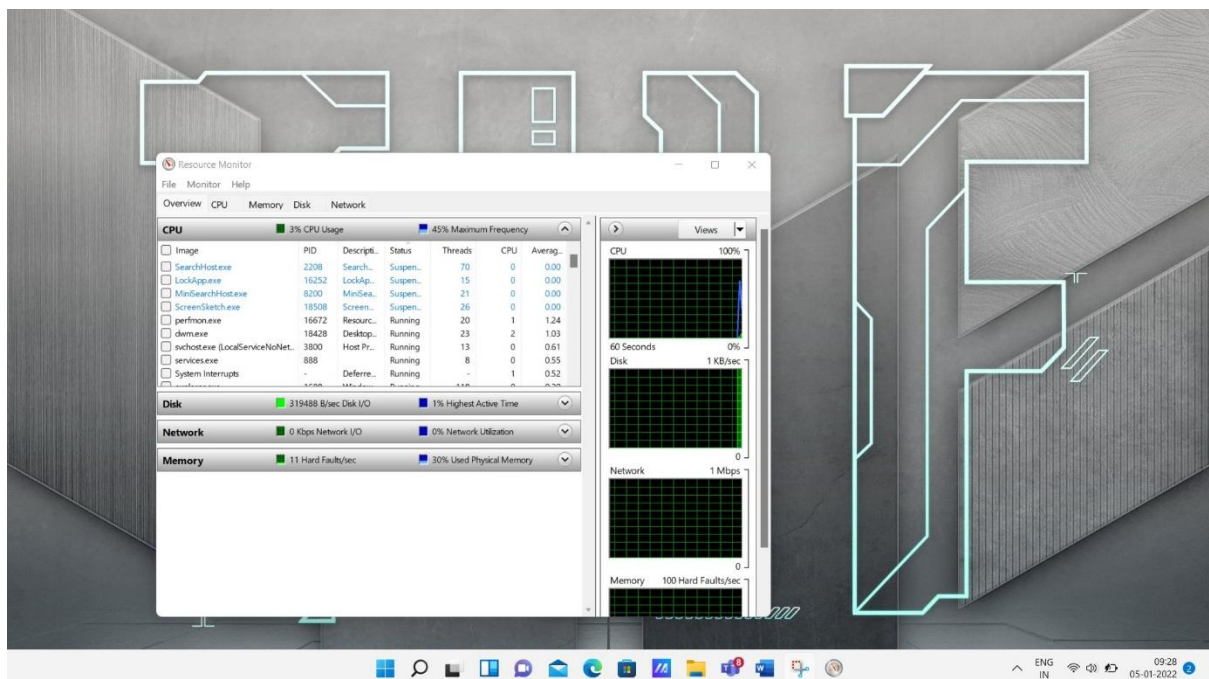 Resource Monitor
File Monitor Help
Overview CPU Memory Disk Network
CPU 3% CPU Usage 45% Maximum Frequency
Image PID Descripti... Status Threads CPU Averag...
SearchHost.exe 2208 Search... Suspen... 70 0 0.00
LockApp.exe 16252 LockAp... Suspen... 15 0 0.00
MiniSearchHost.exe 8200 MiniSea... Suspen... 21 0 0.00
ScreenSketch.exe 18508 Screen... Suspen... 26 0 0.00
perfmon.exe 16672 Resourc... Running 20 1 1.24
dwm.exe 18428 Desktop... Running 23 2 1.03
svchost.exe (LocalServiceNoNet... 3800 Host Pr... Running 13 0 0.61
services.exe 888 Running 8 0 0.55
System Interrupts - Deferre... Running - 1 0.52
Disk 319488 B/sec Disk I/O 1% Highest Active Time
Network 0 Kbps Network I/O 0% Network Utilization
Memory 11 Hard Faults/sec 30% Used Physical Memory
Views
CPU 100%
60 Seconds 0%
Disk 1 KB/sec
0
Network 1 Mbps
0
Memory 100 Hard Faults/sec
8
ENG
IN
09:28
05-01-2022
2